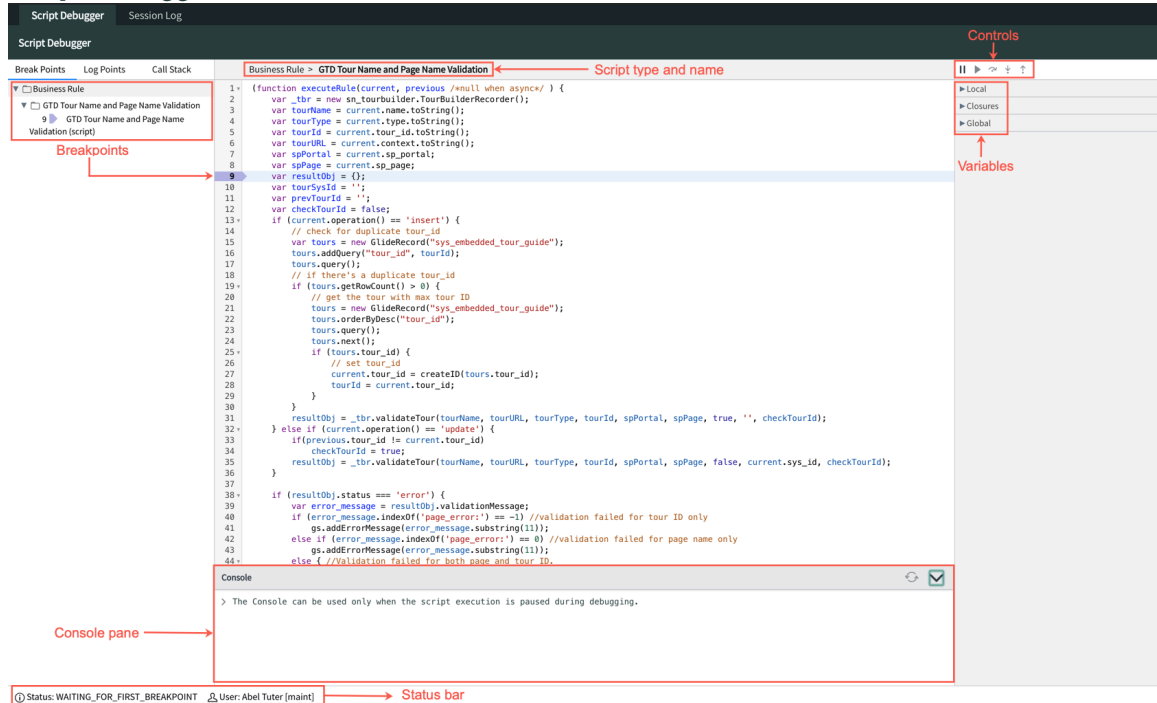 Script Debugger Session Log
Script Debugger
Controls
Break Points Log Points Call Stack
Business Rule > GTD Tour Name and Page Name Validation
Script type and name
Business Rule
GTD Tour Name and Page Name Validation
9 GTD Tour Name and Page Name
Validation (script)
Breakpoints
Local
Closures
Global
Variables
1 (function executeRule(current, previous /*null when async*/ ) {
2 var _tbr = new sn_tourbuilder.TourBuilderRecorder();
3 var tourName = current.name.toString();
4 var tourType = current.type.toString();
5 var tourId = current.tour_id.toString();
6 var tourURL = current.context.toString();
7 var spPortal = current.sp_portal;
8 var spPage = current.sp_page;
9 var resultObj = {};
10 var tourSysId = '';
11 var prevTourId = '';
12 var checkTourId = false;
13 if (current.operation() == 'insert') {
14 // check for duplicate tour_id
15 var tours = new GlideRecord("sys_embedded_tour_guide");
16 tours.addQuery("tour_id", tourId);
17 tours.query();
18 // if there's a duplicate tour_id
19 if (tours.getRowCount() > 0) {
20 // get the tour with max tour ID
21 tours = new GlideRecord("sys_embedded_tour_guide");
22 tours.orderByDesc("tour_id");
23 tours.query();
24 tours.next();
25 if (tours.tour_id) {
26 // set tour_id
27 current.tour_id = createID(tours.tour_id);
28 tourId = current.tour_id;
29 }
30 }
31 resultObj = _tbr.validateTour(tourName, tourURL, tourType, tourId, spPortal, spPage, true, '', checkTourId);
32 } else if (current.operation() == 'update') {
33 if(previous.tour_id != current.tour_id)
34 checkTourId = true;
35 resultObj = _tbr.validateTour(tourName, tourURL, tourType, tourId, spPortal, spPage, false, current.sys_id, checkTourId);
36 }
37
38 if (resultObj.status === 'error') {
39 var error_message = resultObj.validationMessage;
40 if (error_message.indexOf('page_error:') == -1) //validation failed for tour ID only
41 gs.addErrorMessage(error_message.substring(11));
42 else if (error_message.indexOf('page_error:') == 0) //validation failed for page name only
43 gs.addErrorMessage(error_message.substring(11));
44 else { //Validation failed for both page and tour ID.
Console
> The Console can be used only when the script execution is paused during debugging.
Console pane
Status: WAITING_FOR_FIRST_BREAKPOINT User: Abel Tuter [maint]
Status bar